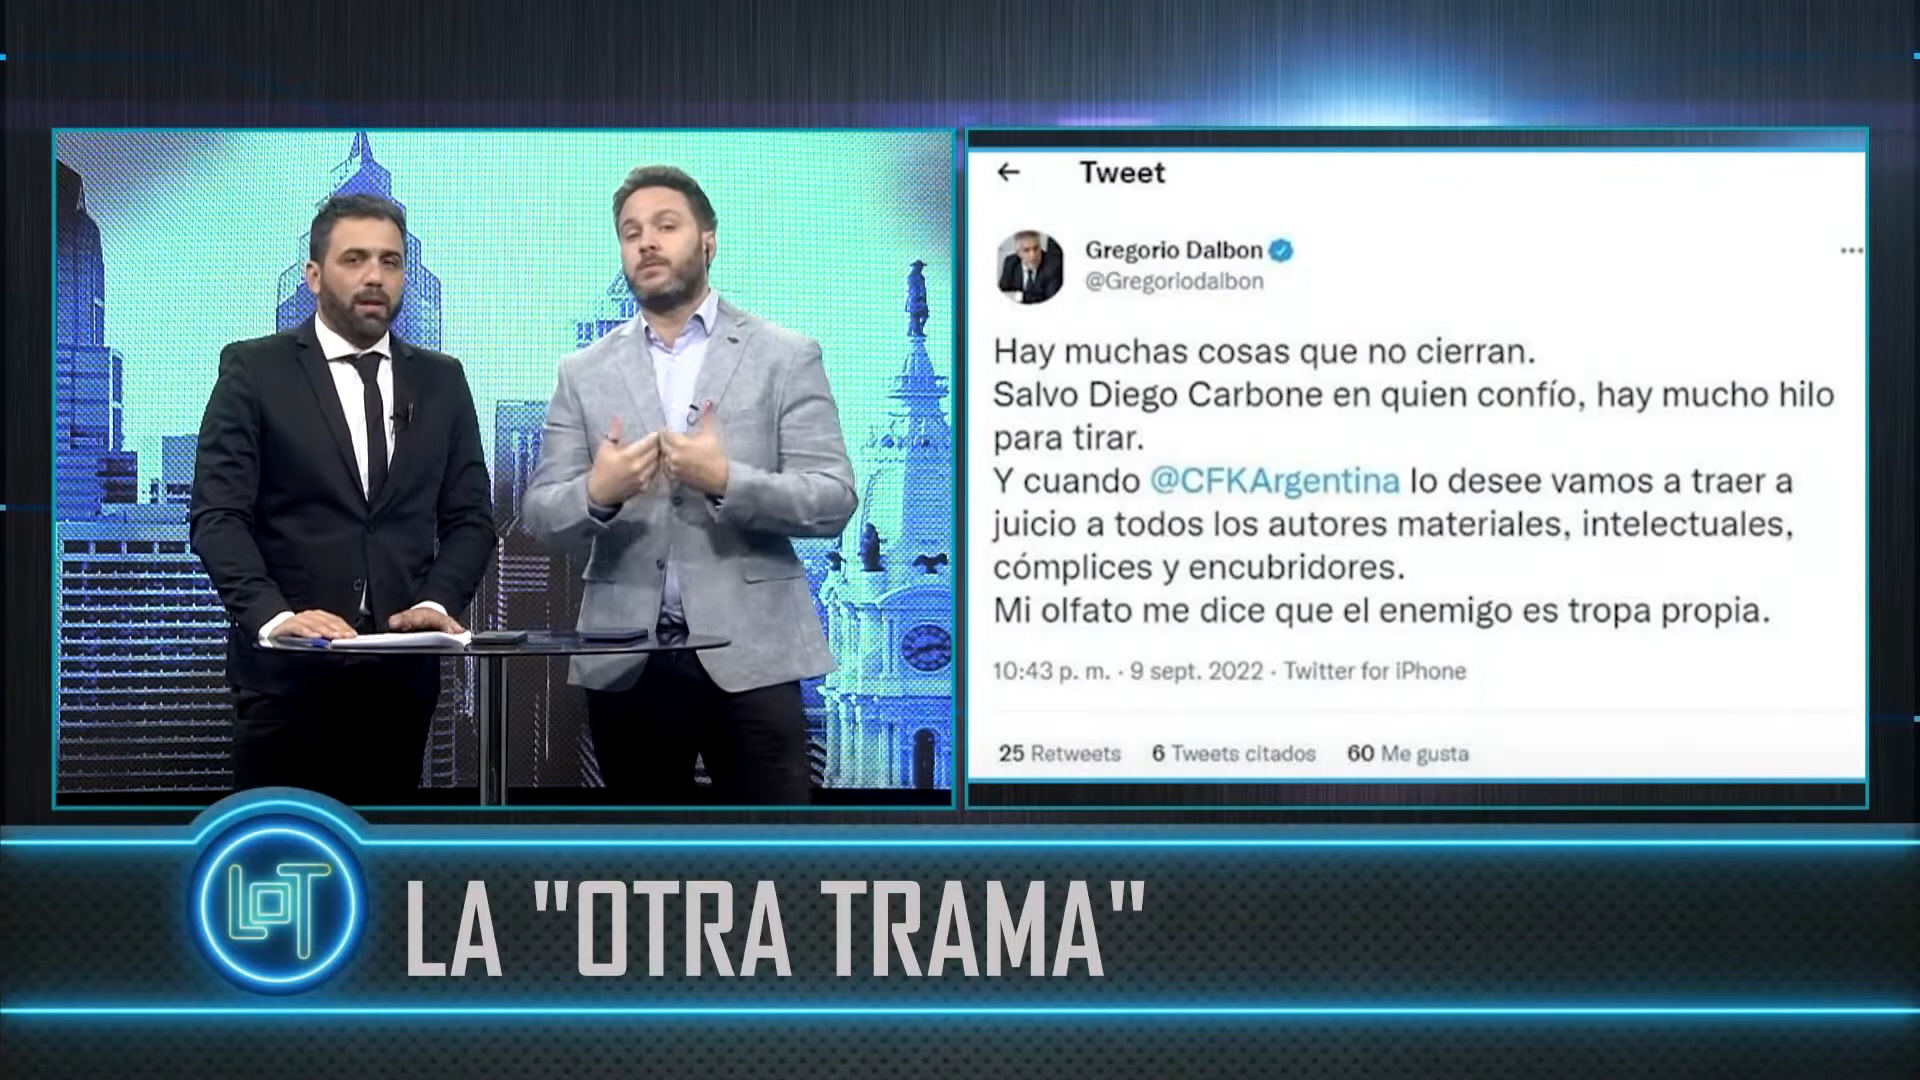 Tweet
Gregorio Dalbon
@Gregoriodalbon
Hay muchas cosas que no cierran.
Salvo Diego Carbone en quien confío, hay mucho hilo
para tirar.
Y cuando @CFKArgentina lo desee vamos a traer a
juicio a todos los autores materiales, intelectuales,
cómplices y encubridores.
Mi olfato me dice que el enemigo es tropa propia.
10:43 p. m. · 9 sept. 2022 · Twitter for iPhone
25 Retweets 6 Tweets citados 60 Me gusta
LOT
LA "OTRA TRAMA"